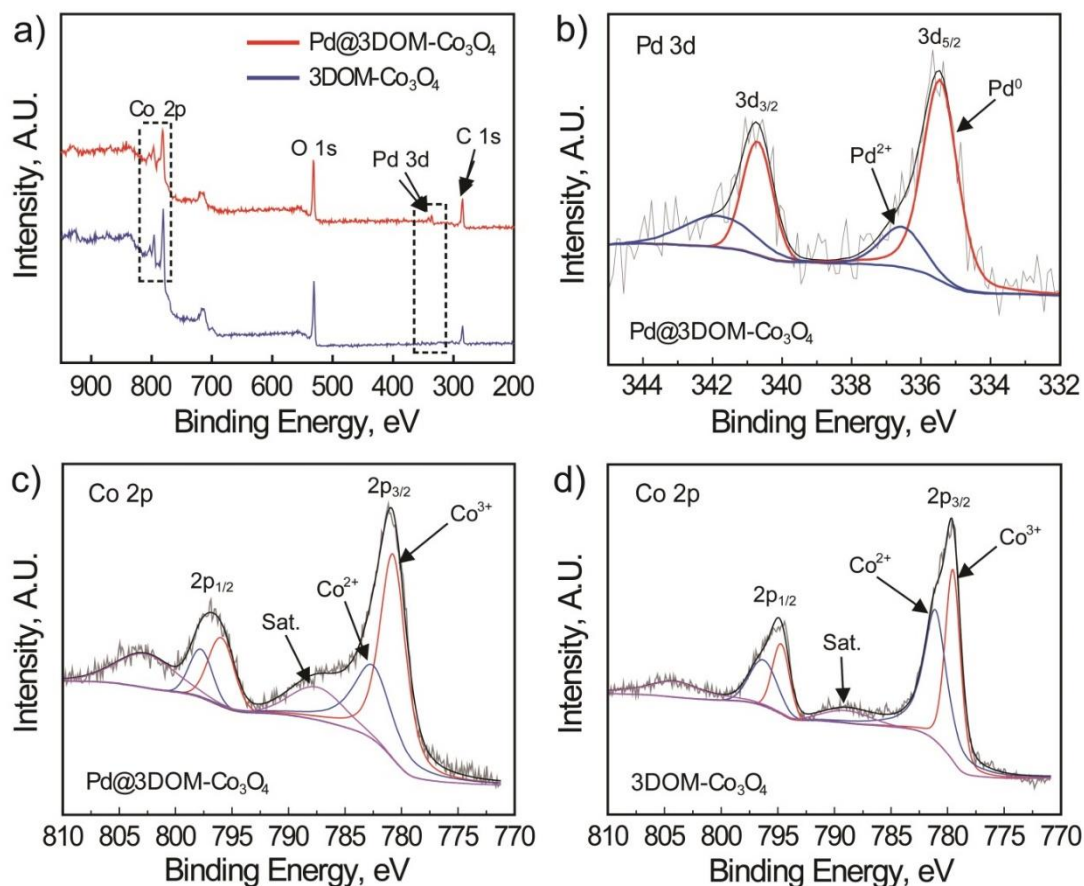 a)
Pd@3DOM-Co₃O₄
3DOM-Co₃O₄
Co 2p
O 1s
Pd 3d
C 1s
Intensity, A.U.
900 800 700 600 500 400 300 200
Binding Energy, eV
b)
Pd 3d
3d₃/₂
3d₅/₂
Pd⁰
Pd²⁺
Pd@3DOM-Co₃O₄
Intensity, A.U.
344 342 340 338 336 334 332
Binding Energy, eV
c)
Co 2p
2p₃/₂
Co³⁺
Co²⁺
2p₁/₂
Sat.
Pd@3DOM-Co₃O₄
Intensity, A.U.
810 805 800 795 790 785 780 775 770
Binding Energy, eV
d)
Co 2p
2p₃/₂
Co³⁺
Co²⁺
2p₁/₂
Sat.
3DOM-Co₃O₄
Intensity, A.U.
810 805 800 795 790 785 780 775 770
Binding Energy, eV